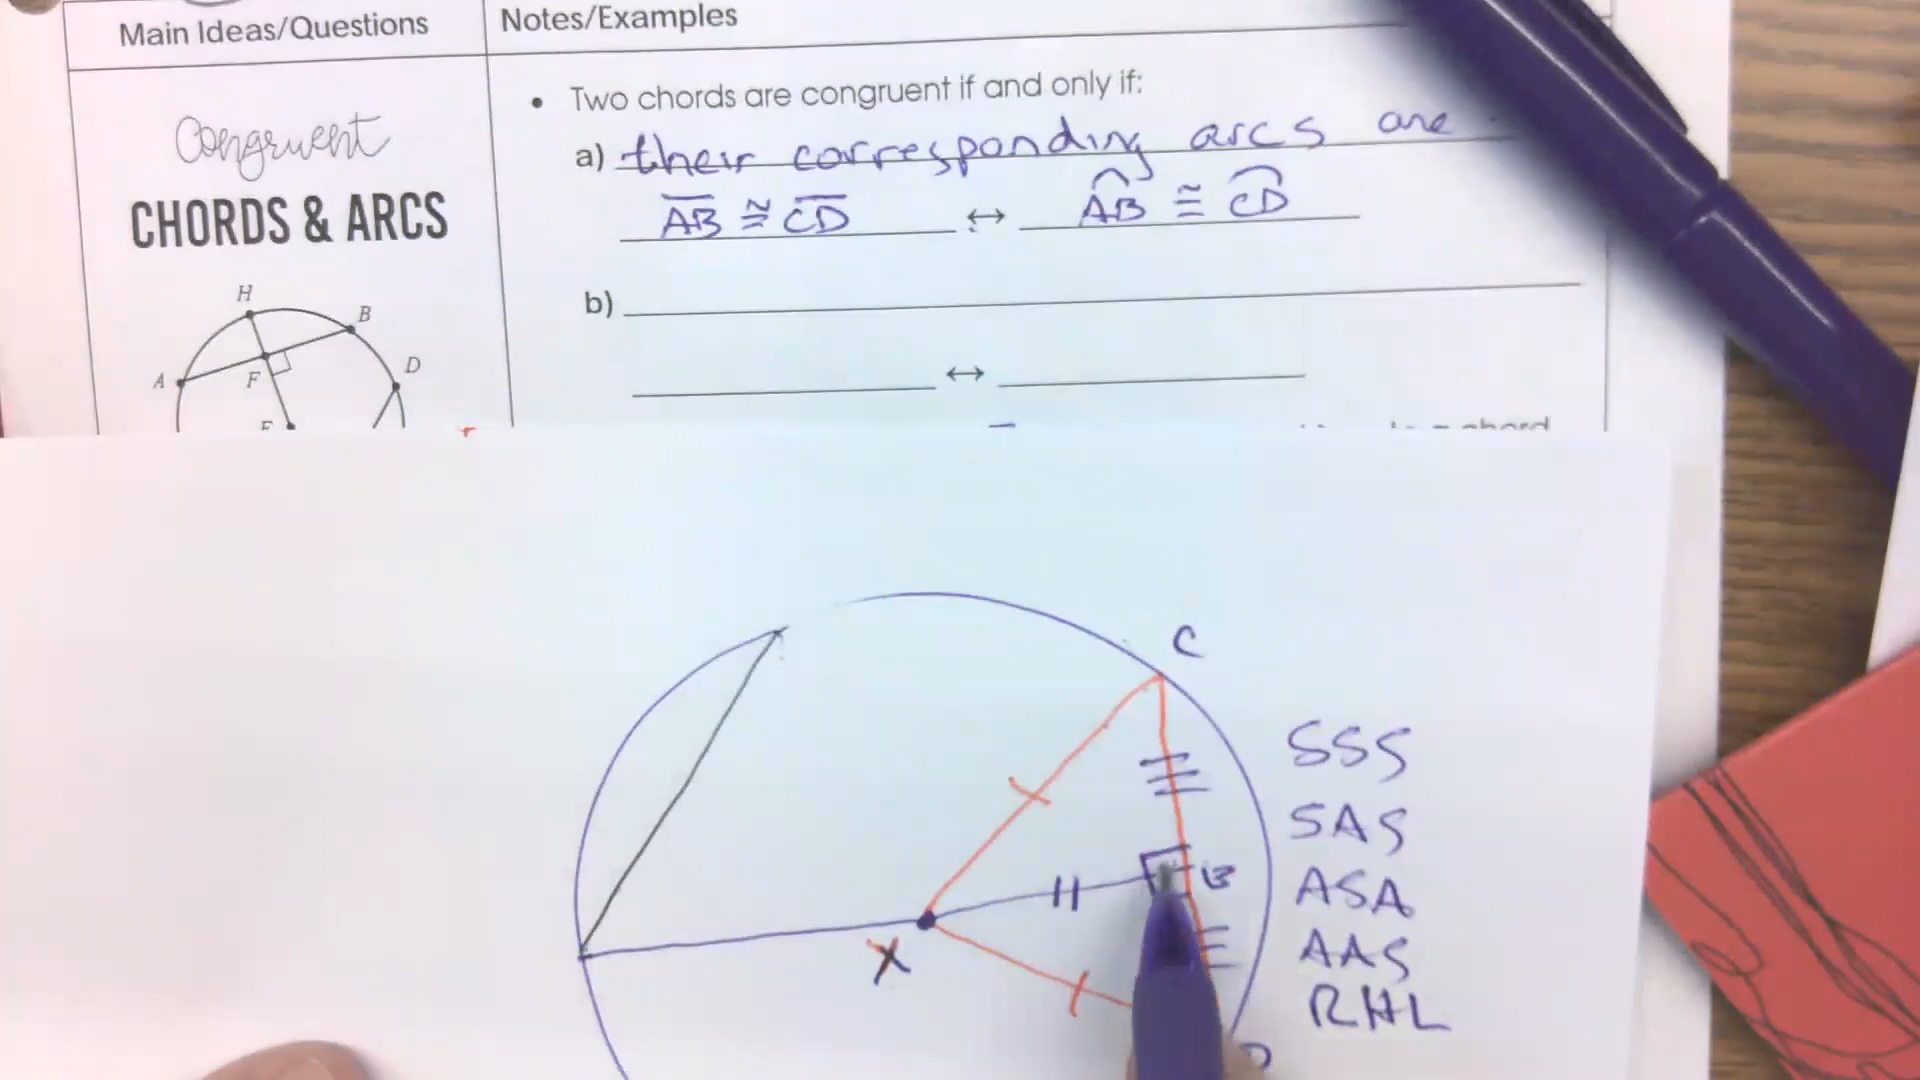 Main Ideas/Questions
Notes/Examples
Congruent
CHORDS & ARCS
• Two chords are congruent if and only if:
a) their corresponding arcs are
AB ≅ CD ↔ AB ≅ CD
b)
↔
H
B
A
F
D
E
chord
C
B
X
D
SSS
SAS
ASA
AAS
RHL